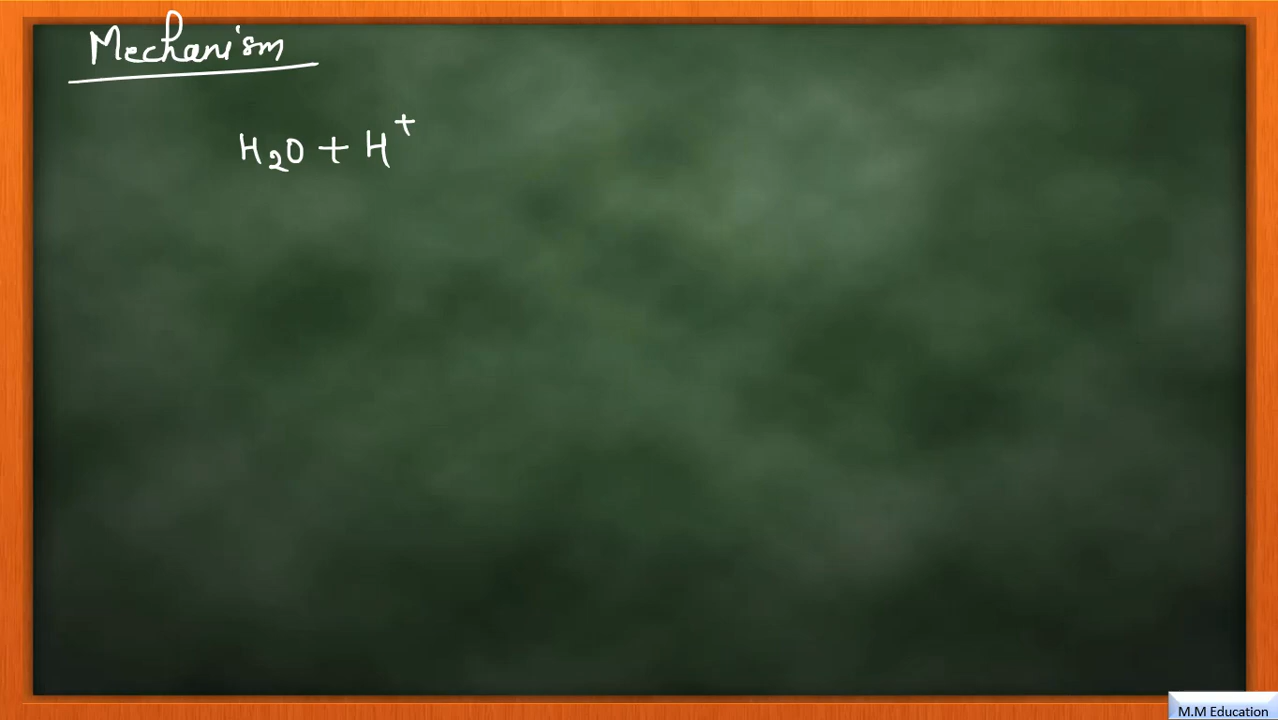 Mechanism
H₂O + H⁺
M.M Education